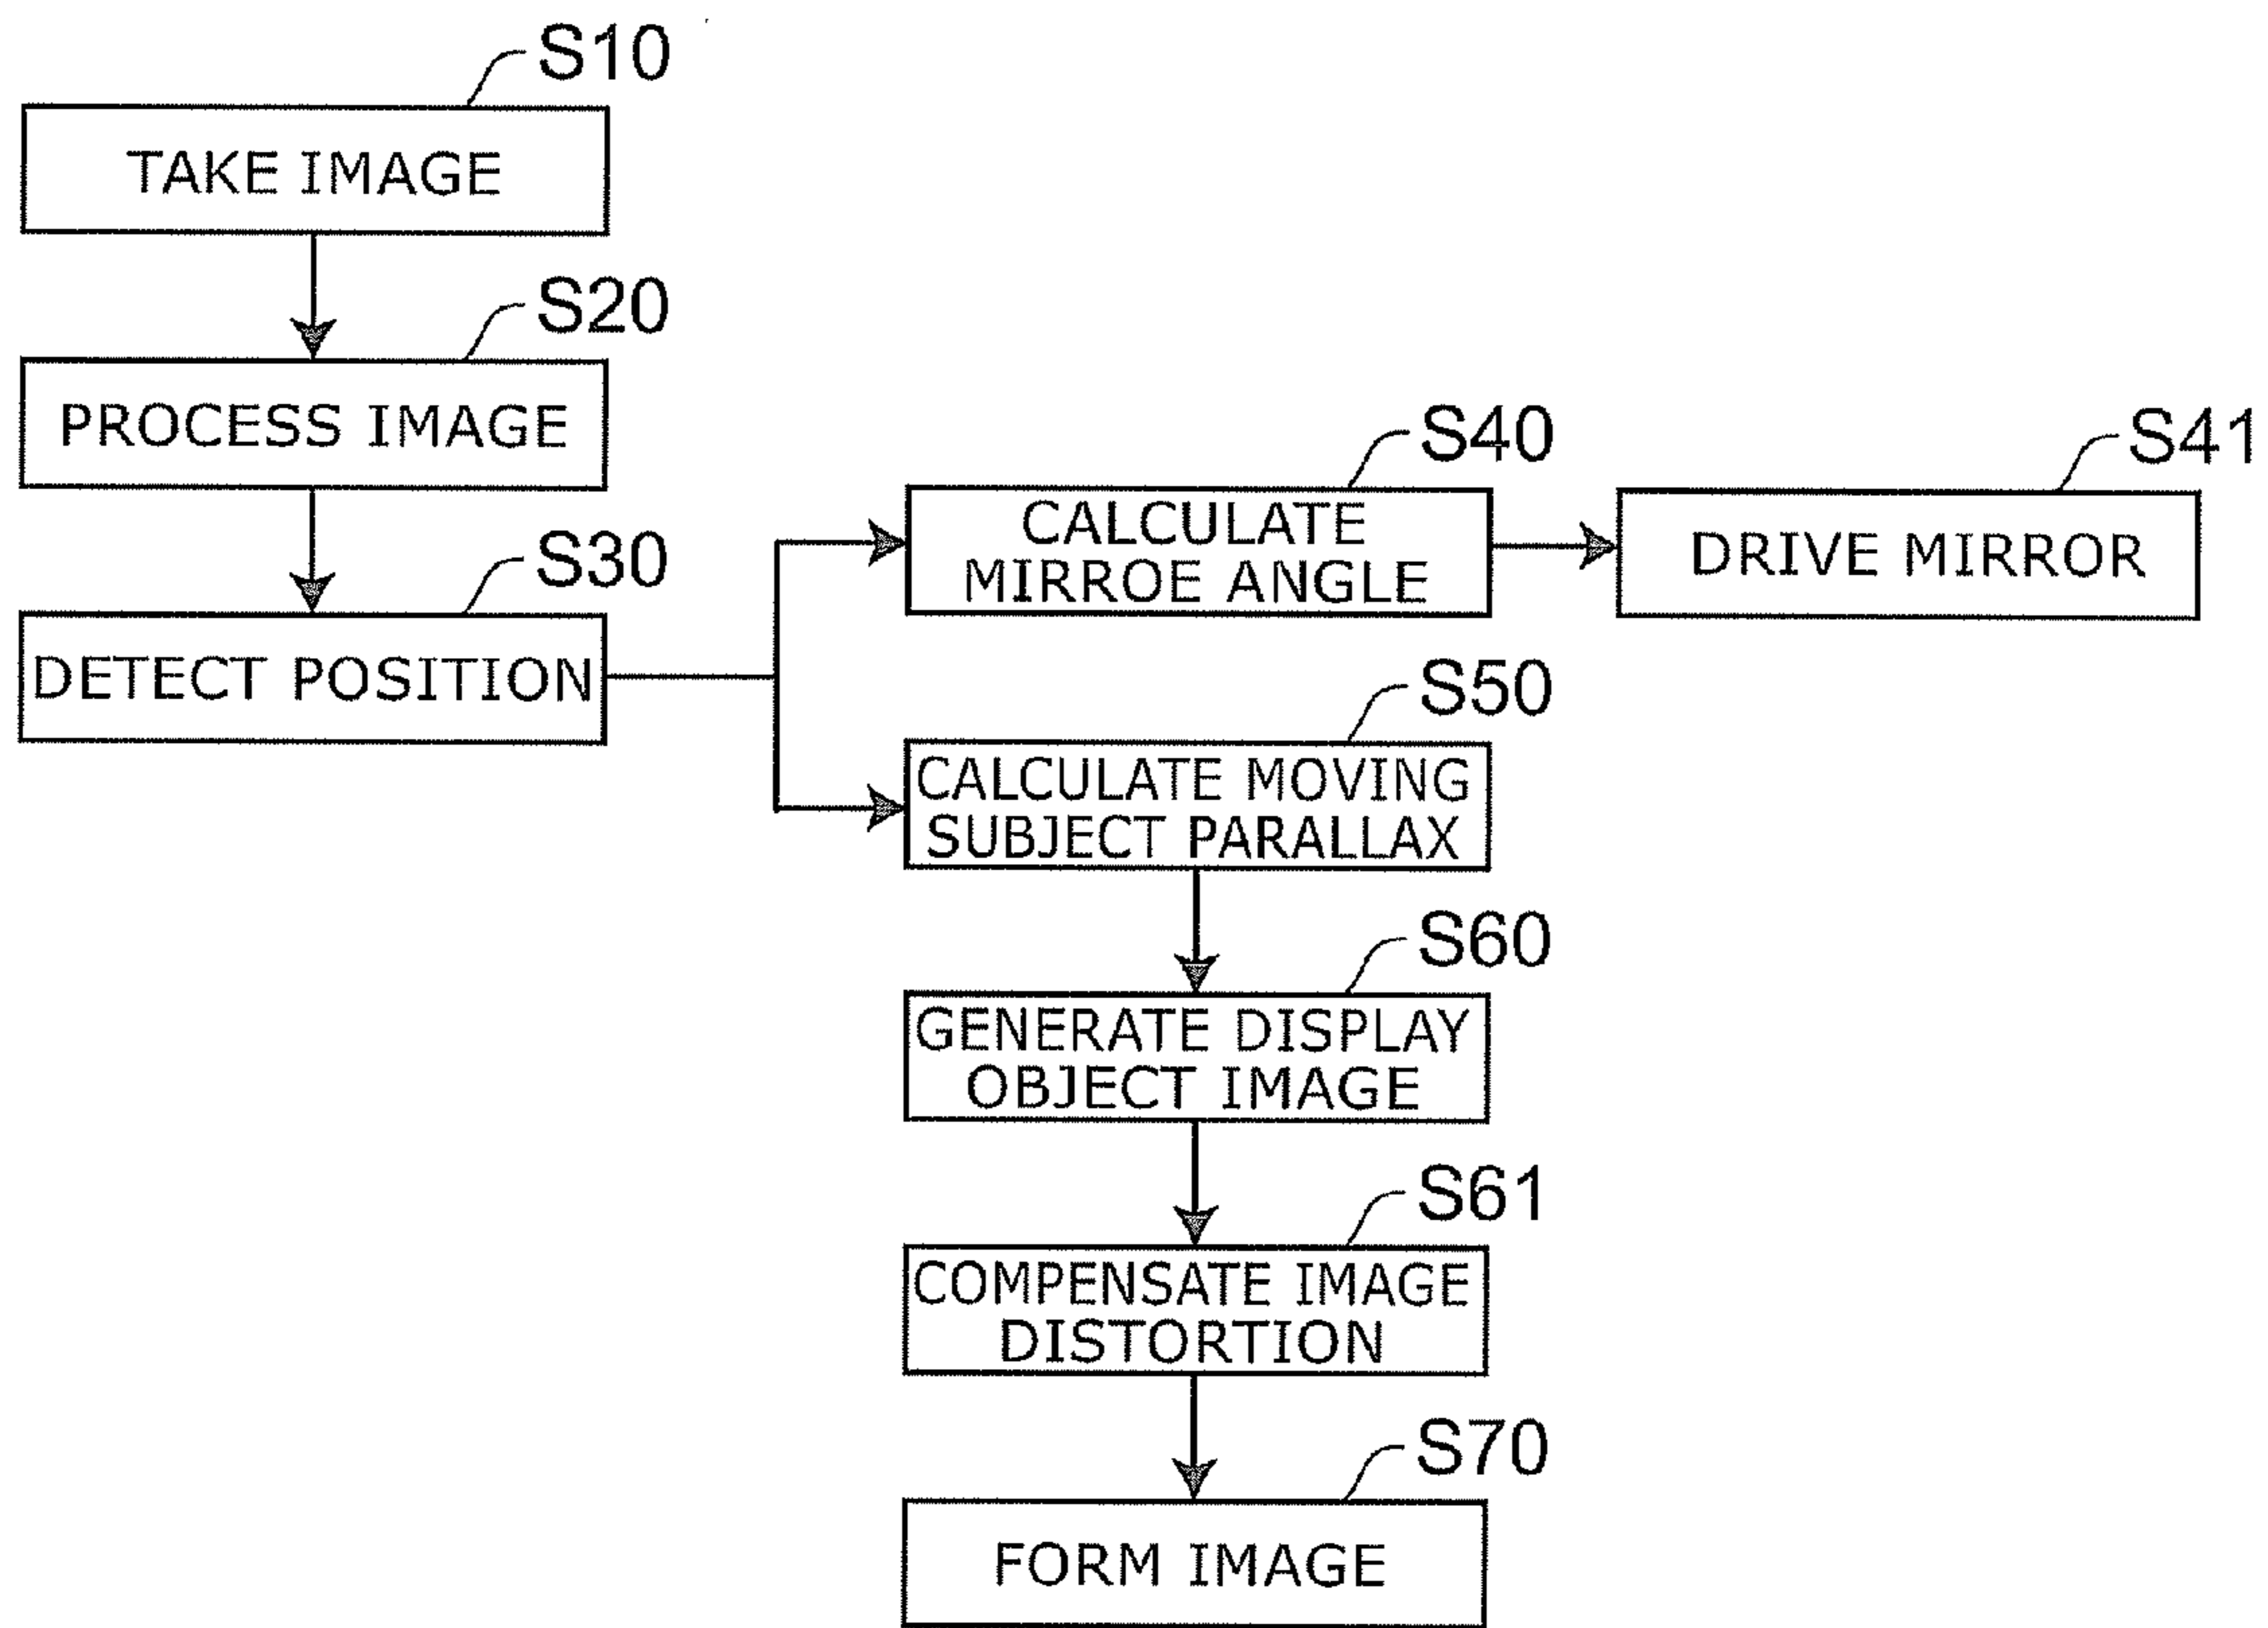 S10
TAKE IMAGE
S20
PROCESS IMAGE
S30
DETECT POSITION
S40
CALCULATE
MIRROE ANGLE
S41
DRIVE MIRROR
S50
CALCULATE MOVING
SUBJECT PARALLAX
S60
GENERATE DISPLAY
OBJECT IMAGE
S61
COMPENSATE IMAGE
DISTORTION
S70
FORM IMAGE